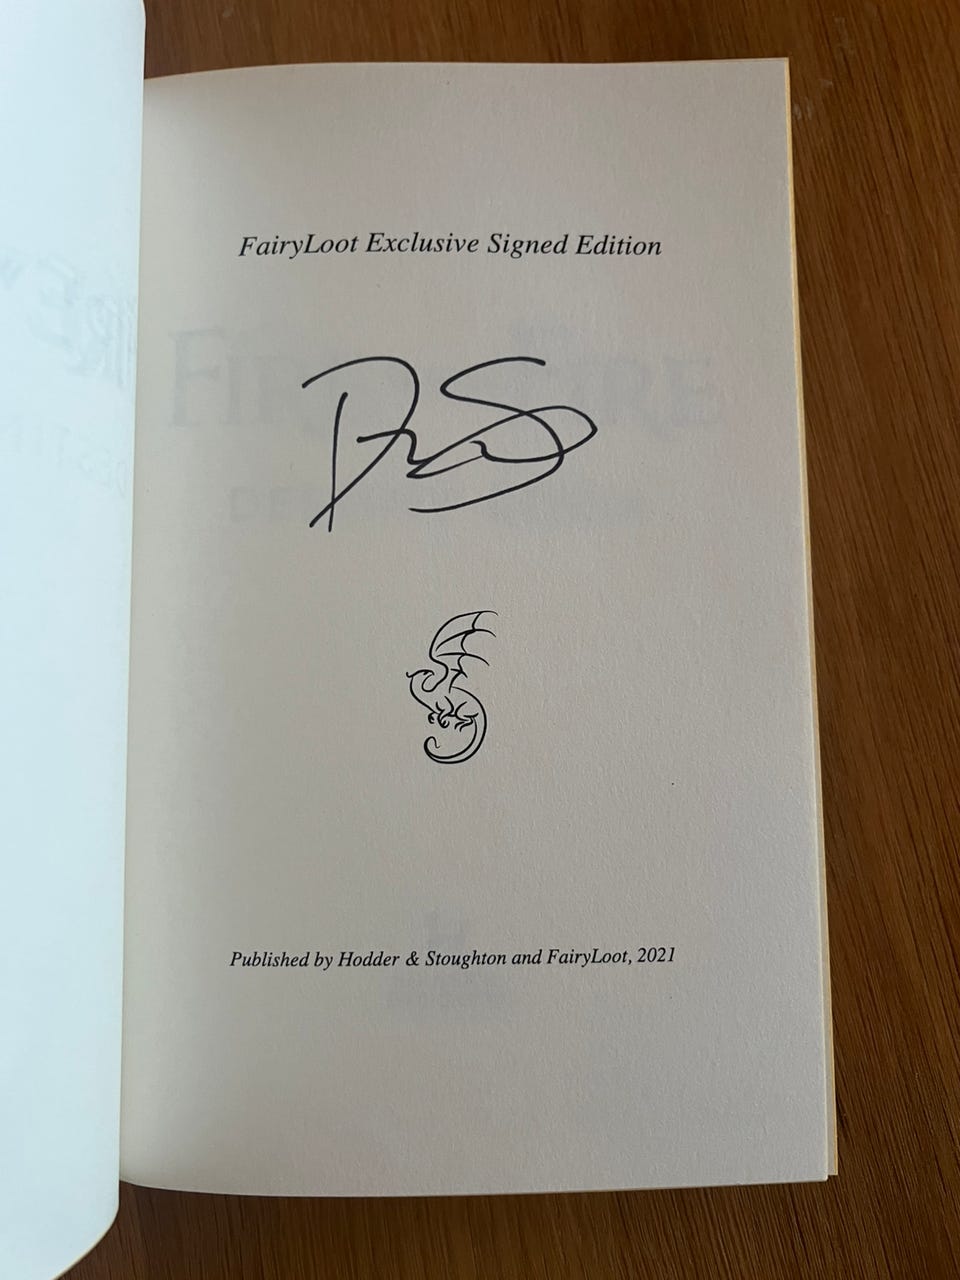 FairyLoot Exclusive Signed Edition
Published by Hodder & Stoughton and FairyLoot, 2021